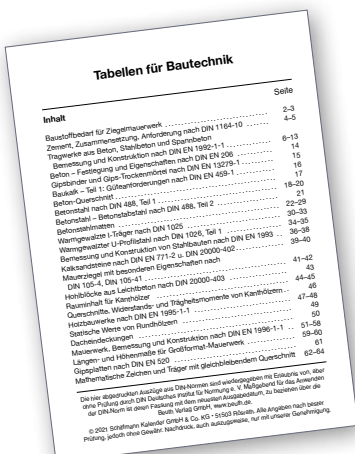 Tabellen für Bautechnik
Inhalt Seite
Baustoffbedarf für Ziegelmauerwerk 2–3
Zement, Zusammensetzung, Anforderung nach DIN 1164-10 4–5
Tragwerke aus Beton, Stahlbeton und Spannbeton
Bemessung und Konstruktion nach DIN EN 1992-1-1 6–13
Beton – Festlegung und Eigenschaften nach DIN EN 206 14
Gipsbinder und Gips-Trockenmörtel nach DIN EN 13279-1 15
Baukalk – Teil 1: Güteanforderungen nach DIN EN 459-1 16
Beton-Querschnitt 17
Betonstahl nach DIN 488, Teil 1 18–20
Betonstahl – Betonstabstahl nach DIN 488, Teil 2 21
Betonstahlmatten 22–29
Warmgewalzte I-Träger nach DIN 1025 30–33
Warmgewalzter U-Profilstahl nach DIN 1026, Teil 1 34–35
Bemessung und Konstruktion von Stahlbauten nach DIN EN 1993 36–38
Kalksandsteine nach DIN EN 771-2 u. DIN 20000-402 39–40
Mauerziegel mit besonderen Eigenschaften nach
DIN 105-4, DIN 105-41 41–42
Hohlblöcke aus Leichtbeton nach DIN 20000-403 43
Rauminhalt für Kanthölzer 44–45
Querschnitte, Widerstands- und Trägheitsmomente von Kanthölzern 46
Holzbauwerke nach DIN EN 1995-1-1 47–48
Statische Werte von Rundhölzern 49
Dacheindeckungen 50
Mauerwerk, Bemessung und Konstruktion nach DIN EN 1996-1-1 51–58
Längen- und Höhenmaße für Großformat-Mauerwerk 59–60
Gipsplatten nach DIN EN 520 61
Mathematische Zeichen und Träger mit gleichbleibendem Querschnitt 62–64
Die hier abgedruckten Auszüge aus DIN-Normen sind wiedergegeben mit Erlaubnis von, aber
ohne Prüfung durch DIN Deutsches Institut für Normung e. V. Maßgebend für das Anwenden
der DIN-Norm ist deren Fassung mit dem neuesten Ausgabedatum, zu beziehen über die
Beuth Verlag GmbH, www.beuth.de.
© 2021 Schiffmann Kalender GmbH & Co. KG • 51503 Rösrath. Alle Angaben nach bester
Prüfung, jedoch ohne Gewähr. Nachdruck, auch auszugsweise, nur mit unserer Genehmigung.